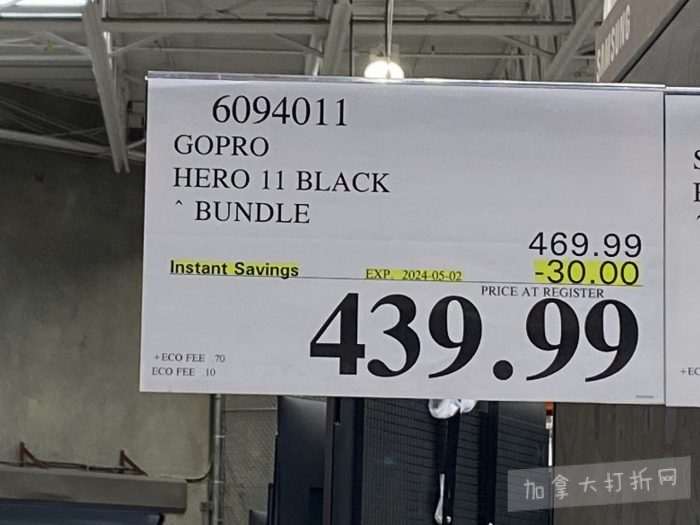 SAMSUNG
6094011
GOPRO
HERO 11 BLACK
^ BUNDLE
469.99
Instant Savings EXP. 2024-05-02 -30.00
PRICE AT REGISTER
439.99
+ECO FEE .70
ECO FEE .10
+EC
加拿大打折网